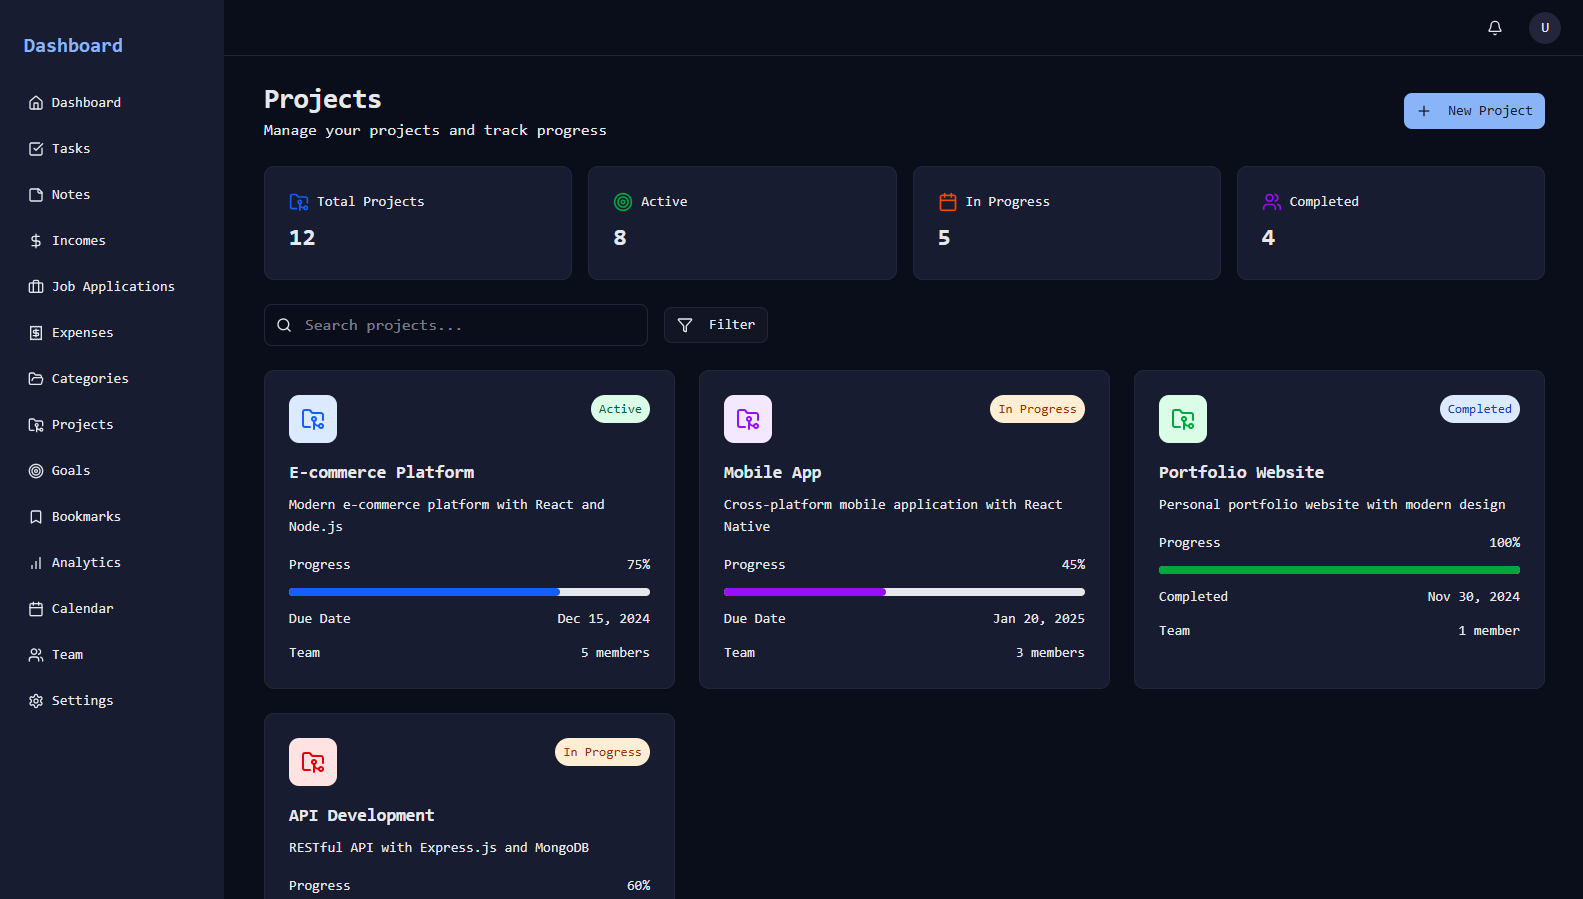 Dashboard
Dashboard
Tasks
Notes
Incomes
Job Applications
Expenses
Categories
Projects
Goals
Bookmarks
Analytics
Calendar
Team
Settings
U
Projects
Manage your projects and track progress
New Project
Total Projects
12
Active
8
In Progress
5
Completed
4
Search projects...
Filter
Active
E-commerce Platform
Modern e-commerce platform with React and
Node.js
Progress 75%
Due Date Dec 15, 2024
Team 5 members
In Progress
Mobile App
Cross-platform mobile application with React
Native
Progress 45%
Due Date Jan 20, 2025
Team 3 members
Completed
Portfolio Website
Personal portfolio website with modern design
Progress 100%
Completed Nov 30, 2024
Team 1 member
In Progress
API Development
RESTful API with Express.js and MongoDB
Progress 60%